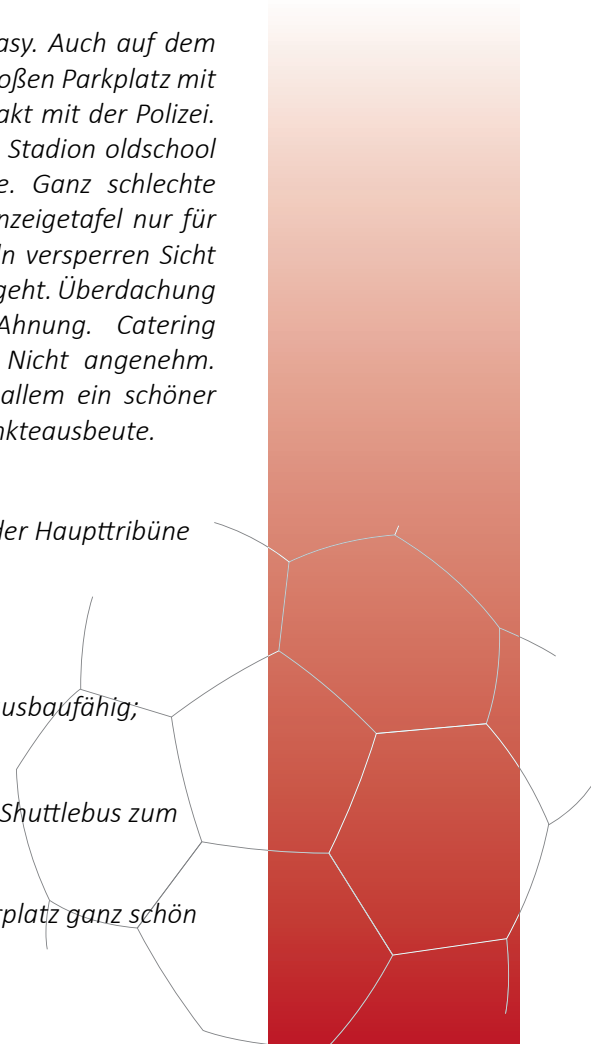 asy. Auch auf dem
oßen Parkplatz mit
akt mit der Polizei.
Stadion oldschool
e. Ganz schlechte
nzeigetafel nur für
ln versperren Sicht
geht. Überdachung
Ahnung. Catering
Nicht angenehm.
allem ein schöner
nkteausbeute.
der Haupttribüne
usbaufähig;
Shuttlebus zum
rplatz ganz schön